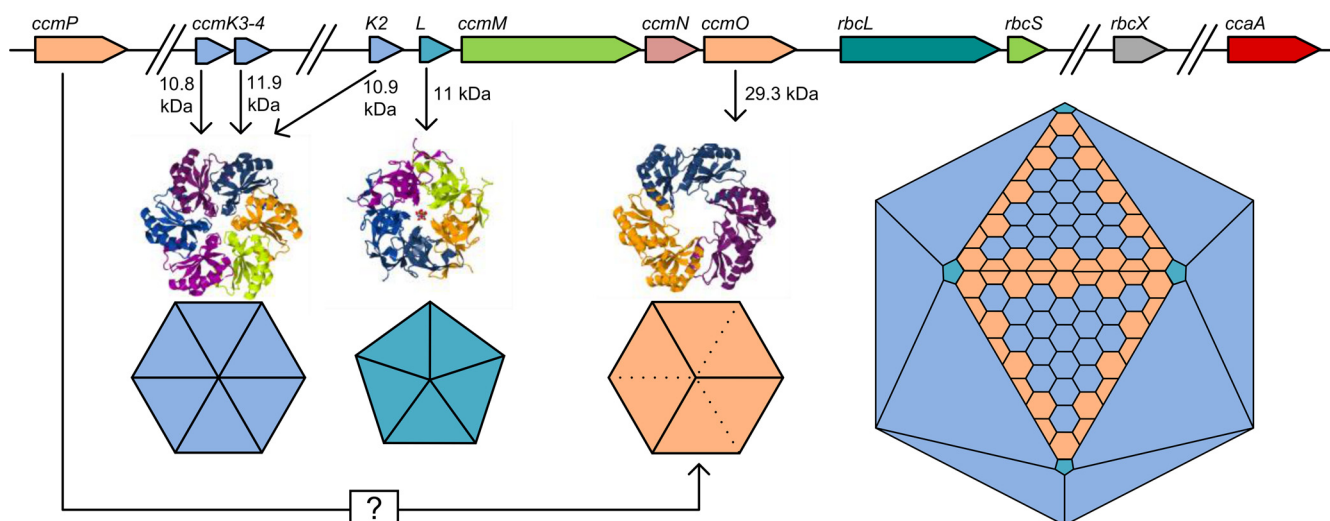 ccmP ccmK3-4 K2 L ccmM ccmN ccmO rbcL rbcS rbcX ccaA
10.8 kDa
11.9 kDa
10.9 kDa
11 kDa
29.3 kDa
?